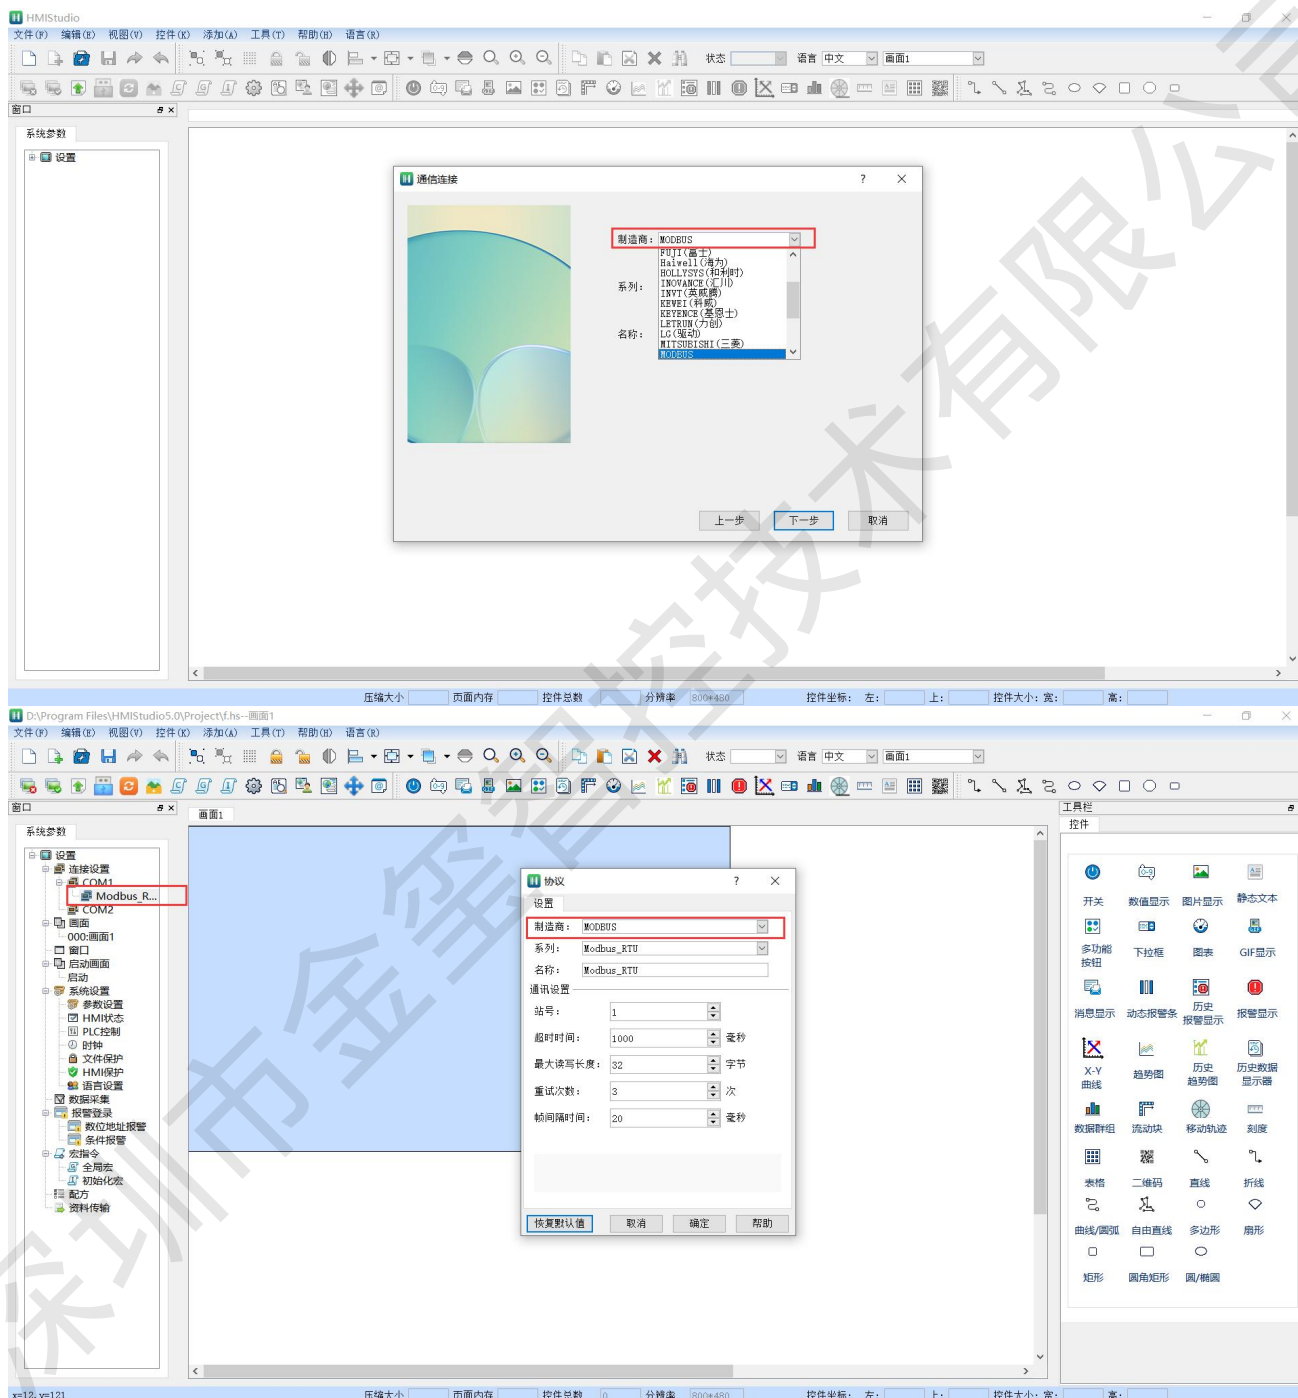 HMIStudio
文件(F) 编辑(E) 视图(V) 控件(K) 添加(A) 工具(T) 帮助(H) 语言(R)
状态 语言 中文 画面1
窗口
系统参数
设置
通信连接
制造商： MODBUS
FUJI(富士)
Haiwell(海为)
HOLLYSYS(和利时)
系列：
INOVANCE(汇川)
INVT(英威腾)
KEWEI(科威)
KEYENCE(基恩士)
LETRUN(力创)
名称：
LG(驱动)
MITSUBISHI(三菱)
MODBUS
上一步 下一步 取消
压缩大小 页面内存 控件总数 分辨率 800*480 控件坐标： 左： 上： 控件大小：宽： 高：
D:\Program Files\HMIStudio5.0\Project\f.hs--画面1
文件(F) 编辑(E) 视图(V) 控件(K) 添加(A) 工具(T) 帮助(H) 语言(R)
状态 语言 中文 画面1
窗口
系统参数
设置
连接设置
COM1
Modbus_R...
COM2
画面
000:画面1
窗口
启动画面
启动
系统设置
参数设置
HMI状态
PLC控制
时钟
文件保护
HMI保护
语言设置
数据采集
报警登录
数位地址报警
条件报警
宏指令
全局宏
初始化宏
配方
资料传输
画面1
协议
设置
制造商： MODBUS
系列： Modbus_RTU
名称： Modbus_RTU
通讯设置
站号： 1
超时时间： 1000 毫秒
最大读写长度： 32 字节
重试次数： 3 次
帧间隔时间： 20 毫秒
恢复默认值 取消 确定 帮助
工具栏
控件
开关 数值显示 图片显示 静态文本
多功能按钮 下拉框 图表 GIF显示
消息显示 动态报警条 历史报警显示 报警显示
X-Y曲线 趋势图 历史趋势图 历史数据显示器
数据群组 流动块 移动轨迹 刻度
表格 二维码 直线 折线
曲线/圆弧 自由直线 多边形 扇形
矩形 圆角矩形 圆/椭圆
x=12, y=121 压缩大小 页面内存 控件总数 0 分辨率 800*480 控件坐标： 左： 上： 控件大小：宽： 高：
深圳市金玺智控技术有限公司